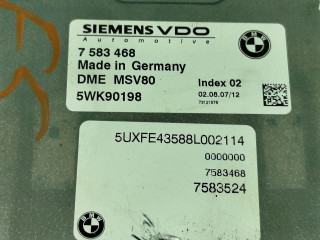 SIEMENS VDO
Automotive
7 583 468
Made in Germany
DME MSV80
Index 02
5WK90198
02.08.07/12
5UXFE43588L002114
0000000
7583468
7583524
BMW